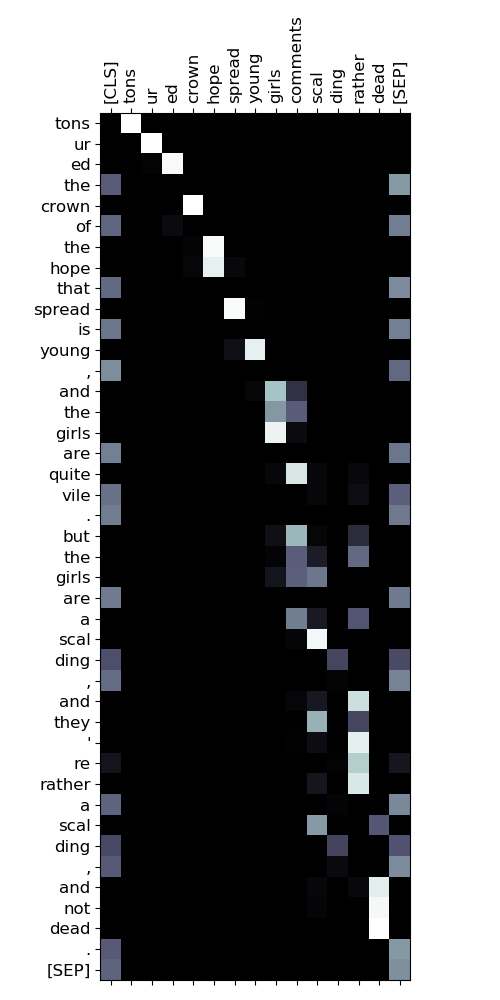 [CLS] tons ur ed crown hope spread young girls comments scal ding rather dead [SEP]
tons
ur
ed
the
crown
of
the
hope
that
spread
is
young
,
and
the
girls
are
quite
vile
.
but
the
girls
are
a
scal
ding
,
and
they
'
re
rather
a
scal
ding
,
and
not
dead
.
[SEP]